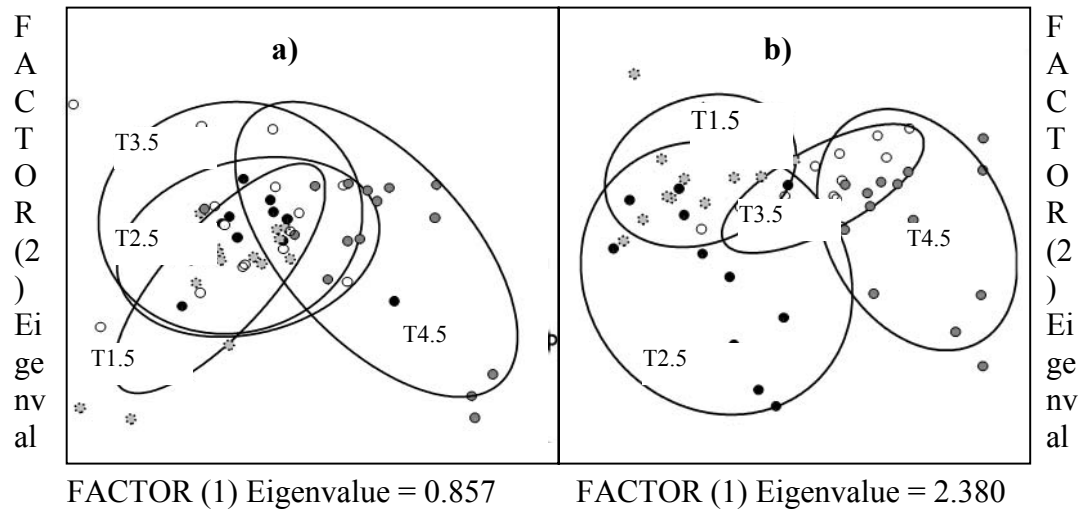 F
A
C
T
O
R
(2
)
Ei
ge
nv
al
a)
T3.5
T2.5
T1.5
T4.5
b)
T1.5
T3.5
T4.5
T2.5
F
A
C
T
O
R
(2
)
Ei
ge
nv
al
FACTOR (1) Eigenvalue = 0.857
FACTOR (1) Eigenvalue = 2.380